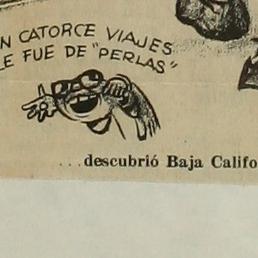 N CATORCE VIAJES
LE FUE DE "PERLAS"
...descubrió Baja Califo